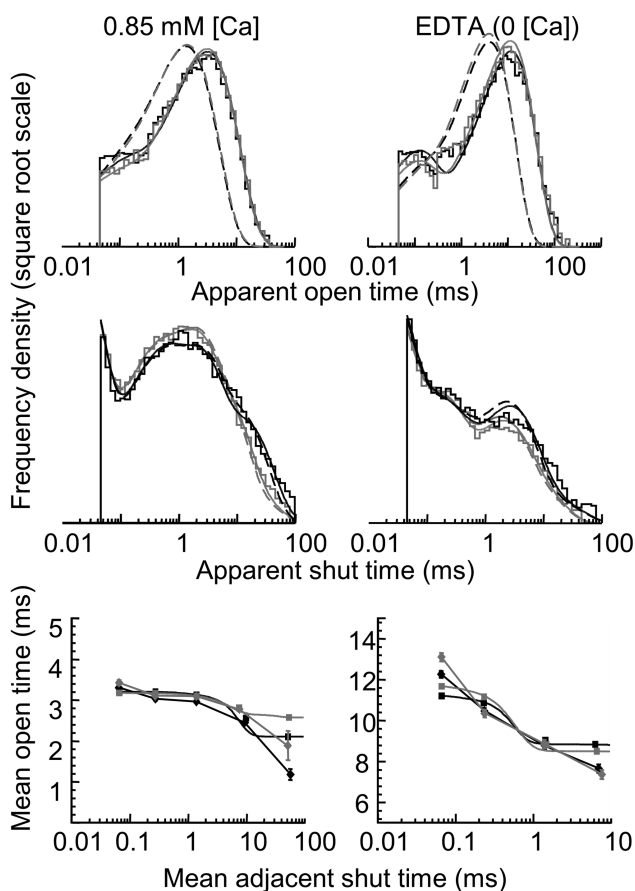 0.85 mM [Ca]
EDTA (0 [Ca])
Frequency density (square root scale)
0.01 1 100
0.01 1 100
Apparent open time (ms)
0.01 1 100
0.01 1 100
Apparent shut time (ms)
Mean open time (ms)
5
4
3
2
1
14
12
10
8
6
0.01 0.1 1 10 100
0.01 0.1 1 10
Mean adjacent shut time (ms)